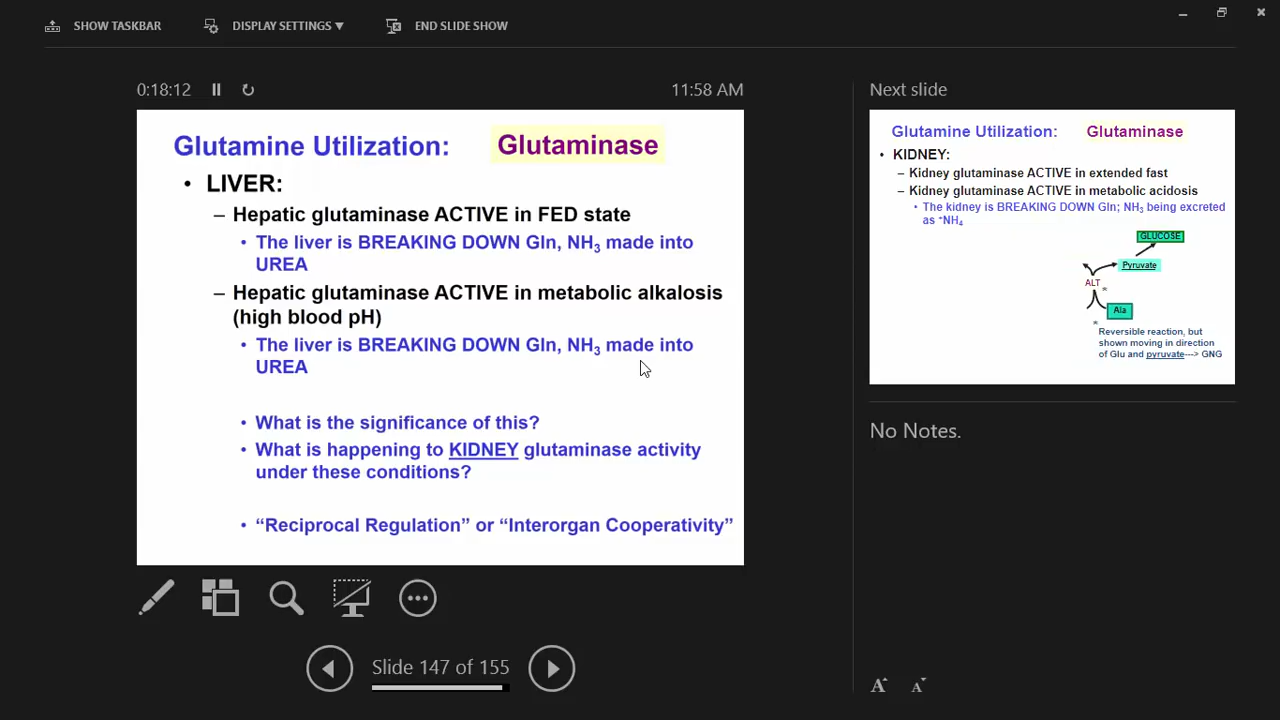 SHOW TASKBAR
DISPLAY SETTINGS ▼
END SLIDE SHOW
0:18:12
11:58 AM
Glutamine Utilization: Glutaminase
• LIVER:
– Hepatic glutaminase ACTIVE in FED state
• The liver is BREAKING DOWN Gln, NH3 made into
UREA
– Hepatic glutaminase ACTIVE in metabolic alkalosis
(high blood pH)
• The liver is BREAKING DOWN Gln, NH3 made into
UREA
• What is the significance of this?
• What is happening to KIDNEY glutaminase activity
under these conditions?
• “Reciprocal Regulation” or “Interorgan Cooperativity”
Slide 147 of 155
Next slide
Glutamine Utilization: Glutaminase
• KIDNEY:
– Kidney glutaminase ACTIVE in extended fast
– Kidney glutaminase ACTIVE in metabolic acidosis
• The kidney is BREAKING DOWN Gln; NH3 being excreted
as +NH4
GLUCOSE
Pyruvate
ALT
*
Ala
*
Reversible reaction, but
shown moving in direction
of Glu and pyruvate---> GNG
No Notes.
A A